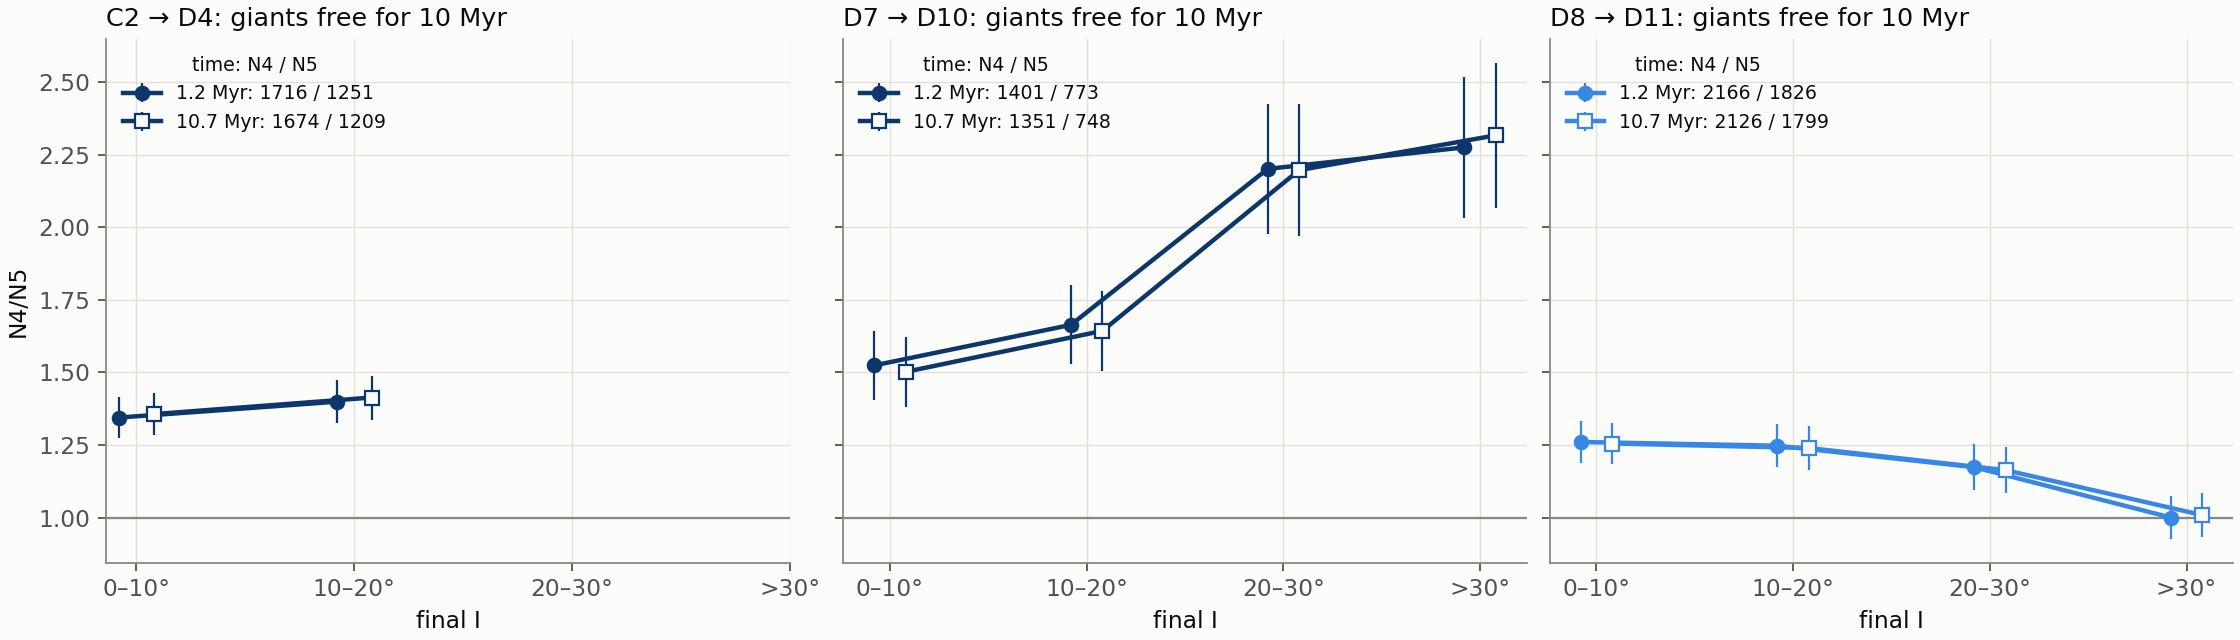 C2 → D4: giants free for 10 Myr
time: N4 / N5
1.2 Myr: 1716 / 1251
10.7 Myr: 1674 / 1209
N4/N5
2.50
2.25
2.00
1.75
1.50
1.25
1.00
0–10°
10–20°
20–30°
>30°
final I
D7 → D10: giants free for 10 Myr
time: N4 / N5
1.2 Myr: 1401 / 773
10.7 Myr: 1351 / 748
0–10°
10–20°
20–30°
>30°
final I
D8 → D11: giants free for 10 Myr
time: N4 / N5
1.2 Myr: 2166 / 1826
10.7 Myr: 2126 / 1799
0–10°
10–20°
20–30°
>30°
final I